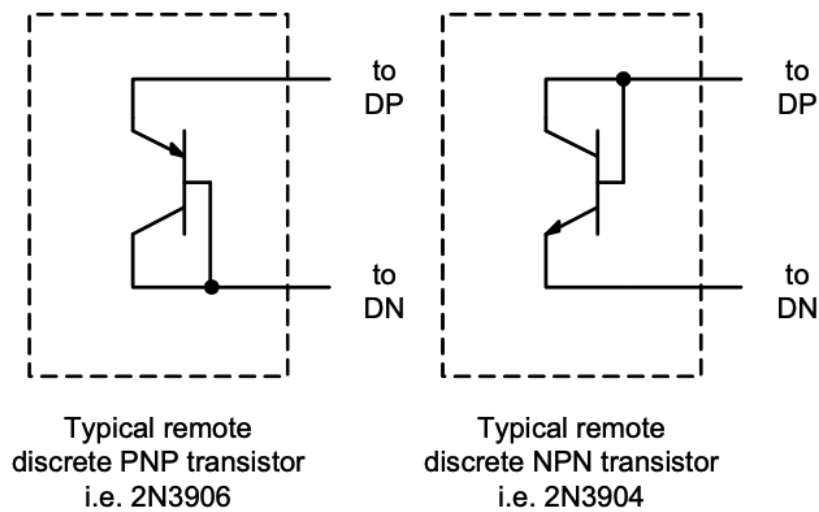 to
DP
to
DN
Typical remote
discrete PNP transistor
i.e. 2N3906
to
DP
to
DN
Typical remote
discrete NPN transistor
i.e. 2N3904